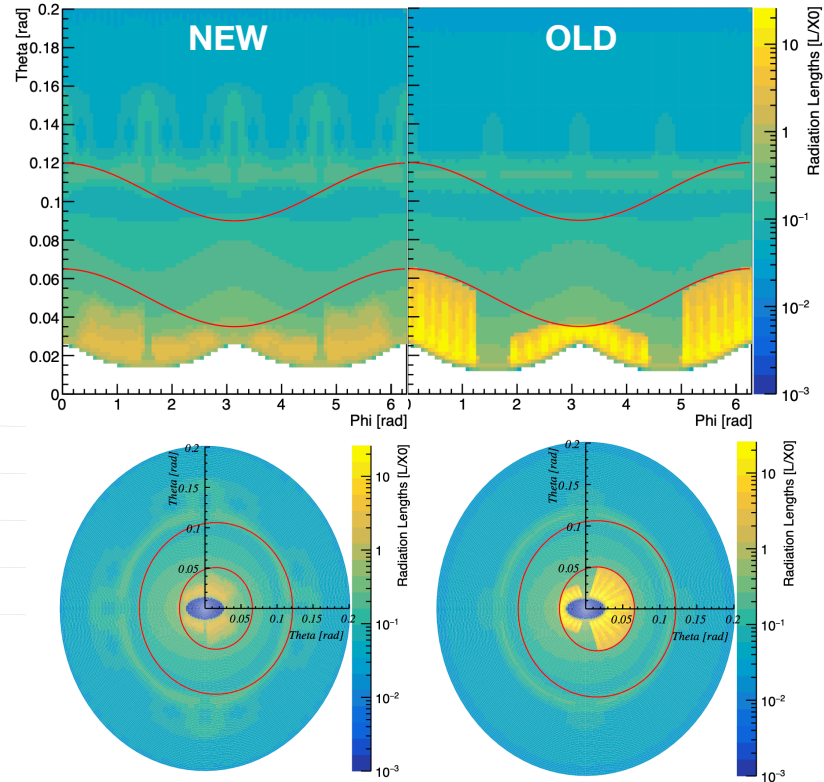 NEW
OLD
Theta [rad]
0.2
0.18
0.16
0.14
0.12
0.1
0.08
0.06
0.04
0.02
0
0 1 2 3 4 5 6
Phi [rad]
1 2 3 4 5 6
Phi [rad]
10
1
10⁻¹
10⁻²
10⁻³
Radiation Lengths [L/X0]
0.2
0.15
0.1
0.05
Theta [rad]
0.05 0.1 0.15 0.2
Theta [rad]
10
1
10⁻¹
10⁻²
10⁻³
Radiation Lengths [L/X0]
0.2
0.15
0.1
0.05
Theta [rad]
0.05 0.1 0.15 0.2
Theta [rad]
10
1
10⁻¹
10⁻²
10⁻³
Radiation Lengths [L/X0]